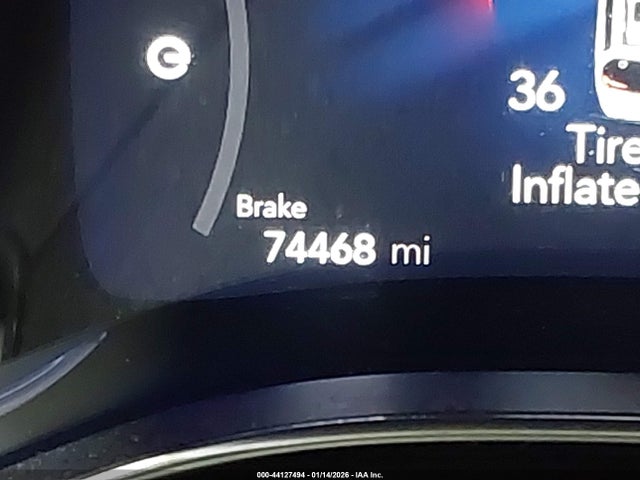 36
Tire
Inflate
Brake
74468 mi
000-44127494 - 01/14/2026 - IAA Inc.